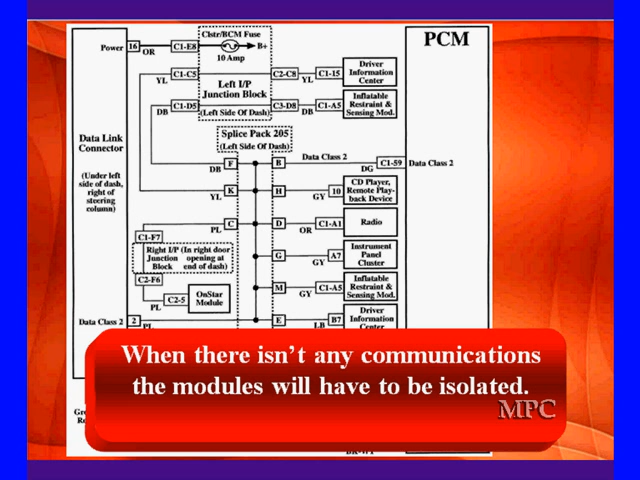 Clstr/BCM Fuse
PCM
Power 16 OR C1-E8 B+
10 Amp
C1-C5 C2-C8 C1-15 Driver Information Center
YL YL
Left I/P Junction Block
C1-D5 C3-D8 C1-A5 Inflatable Restraint & Sensing Mod.
DB (Left Side Of Dash) DB
Data Link Connector
Splice Pack 205
(Left Side Of Dash)
(Under left side of dash, right of steering column)
F B Data Class 2 C1-59 Data Class 2
DB DG
K H 10 CD Player, Remote Playback Device
YL GY
C D C1-A1 Radio
PL OR
C1-F7
Right I/P Junction Block (In right door opening at end of dash)
G A7 Instrument Panel Cluster
GY
C2-F6
M C1-A5 Inflatable Restraint & Sensing Mod.
PL C2-5 OnStar Module GY
Data Class 2 2 E B7 Driver Information Center
PL LB
When there isn't any communications
the modules will have to be isolated.
MPC